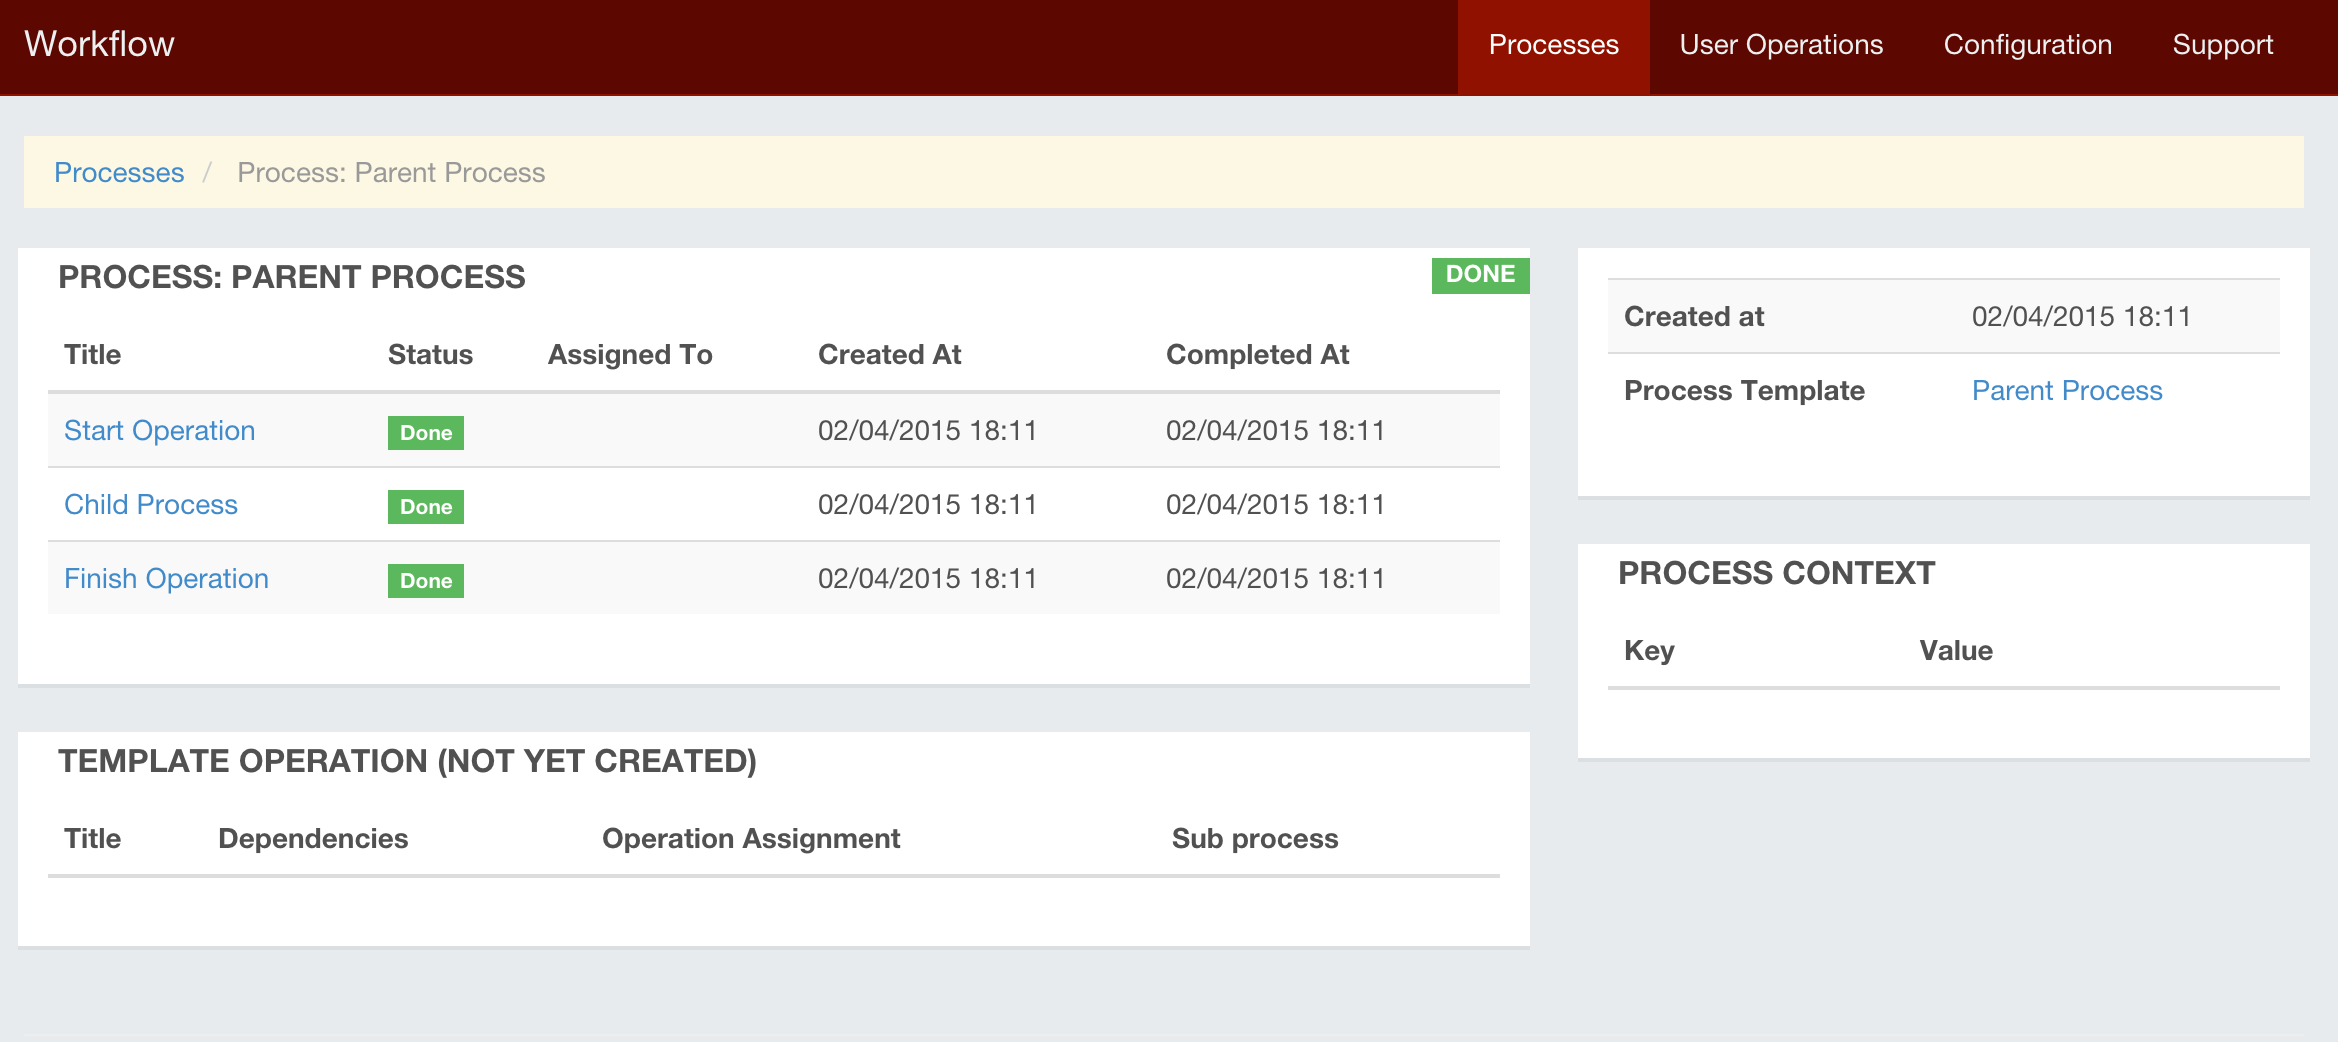 Workflow
Processes User Operations Configuration Support
Processes / Process: Parent Process
PROCESS: PARENT PROCESS DONE
Title Status Assigned To Created At Completed At
Start Operation Done 02/04/2015 18:11 02/04/2015 18:11
Child Process Done 02/04/2015 18:11 02/04/2015 18:11
Finish Operation Done 02/04/2015 18:11 02/04/2015 18:11
TEMPLATE OPERATION (NOT YET CREATED)
Title Dependencies Operation Assignment Sub process
Created at 02/04/2015 18:11
Process Template Parent Process
PROCESS CONTEXT
Key Value